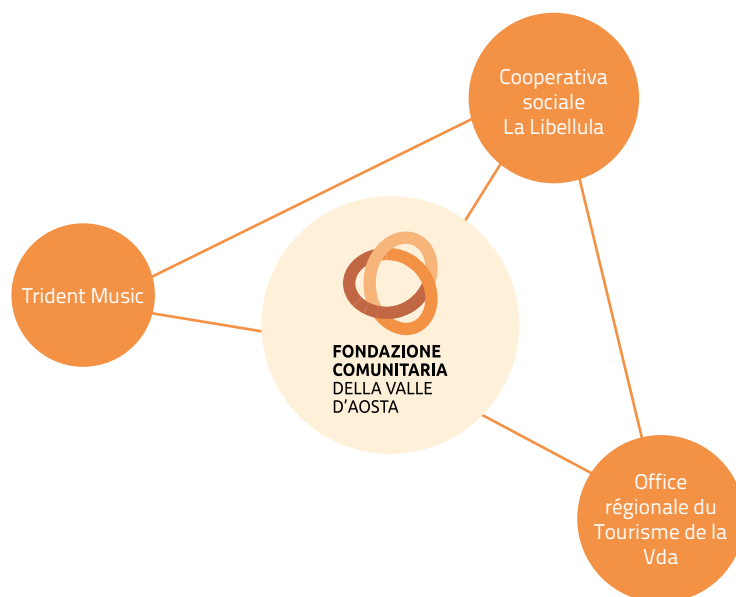 Cooperativa
sociale
La Libellula
Trident Music
FONDAZIONE
COMUNITARIA
DELLA VALLE
D'AOSTA
Office
régionale du
Tourisme de la
Vda